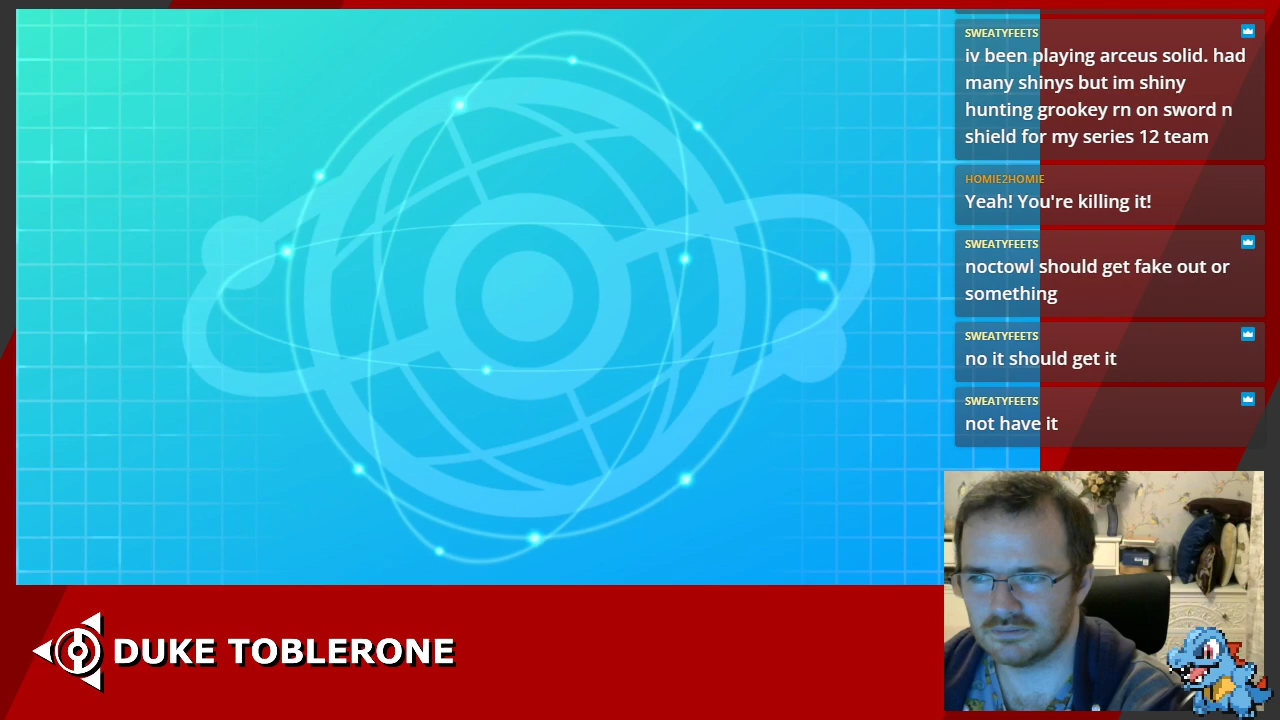 SWEATYFEETS
iv been playing arceus solid. had
many shinys but im shiny
hunting grookey rn on sword n
shield for my series 12 team
HOMIE2HOMIE
Yeah! You're killing it!
SWEATYFEETS
noctowl should get fake out or
something
SWEATYFEETS
no it should get it
SWEATYFEETS
not have it
DUKE TOBLERONE